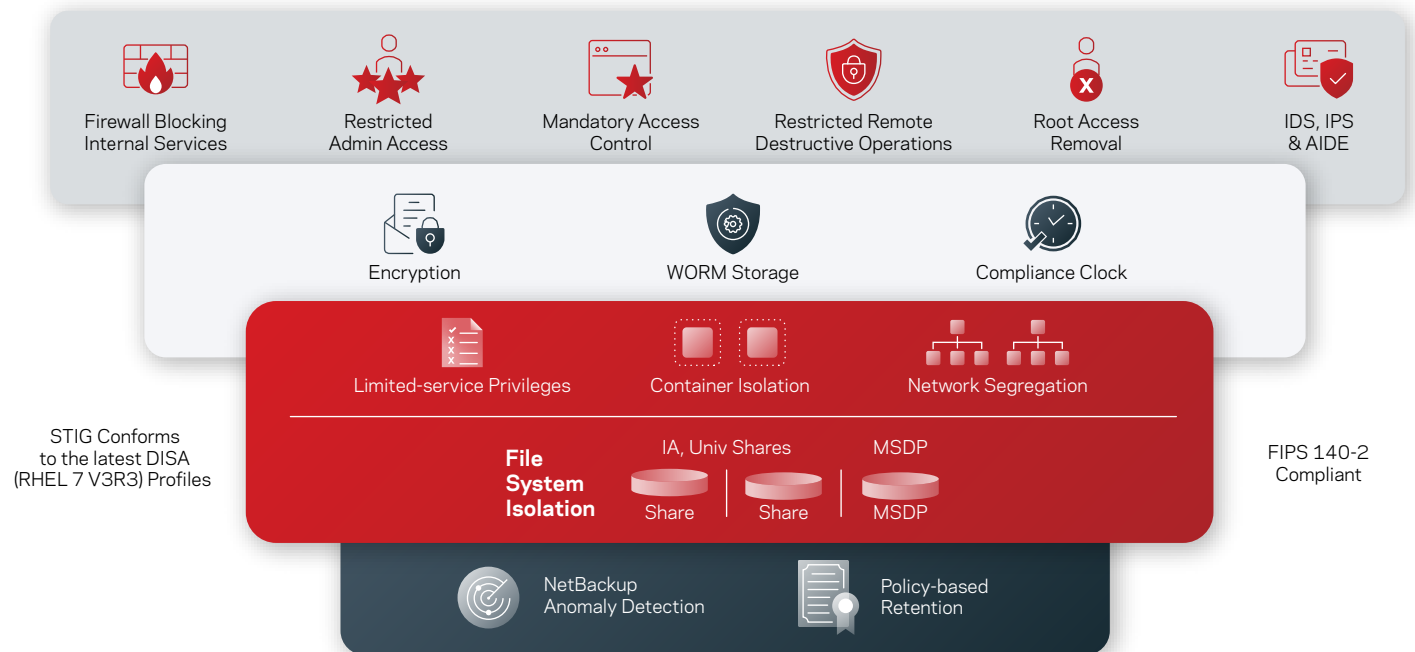 Firewall Blocking
Internal Services
Restricted
Admin Access
Mandatory Access
Control
Restricted Remote
Destructive Operations
X
Root Access
Removal
IDS, IPS
& AIDE
Encryption
WORM Storage
Compliance Clock
Limited-service Privileges
Container Isolation
Network Segregation
STIG Conforms
to the latest DISA
(RHEL 7 V3R3) Profiles
File
System
Isolation
IA, Univ Shares
MSDP
Share
Share
MSDP
FIPS 140-2
Compliant
NetBackup
Anomaly Detection
Policy-based
Retention